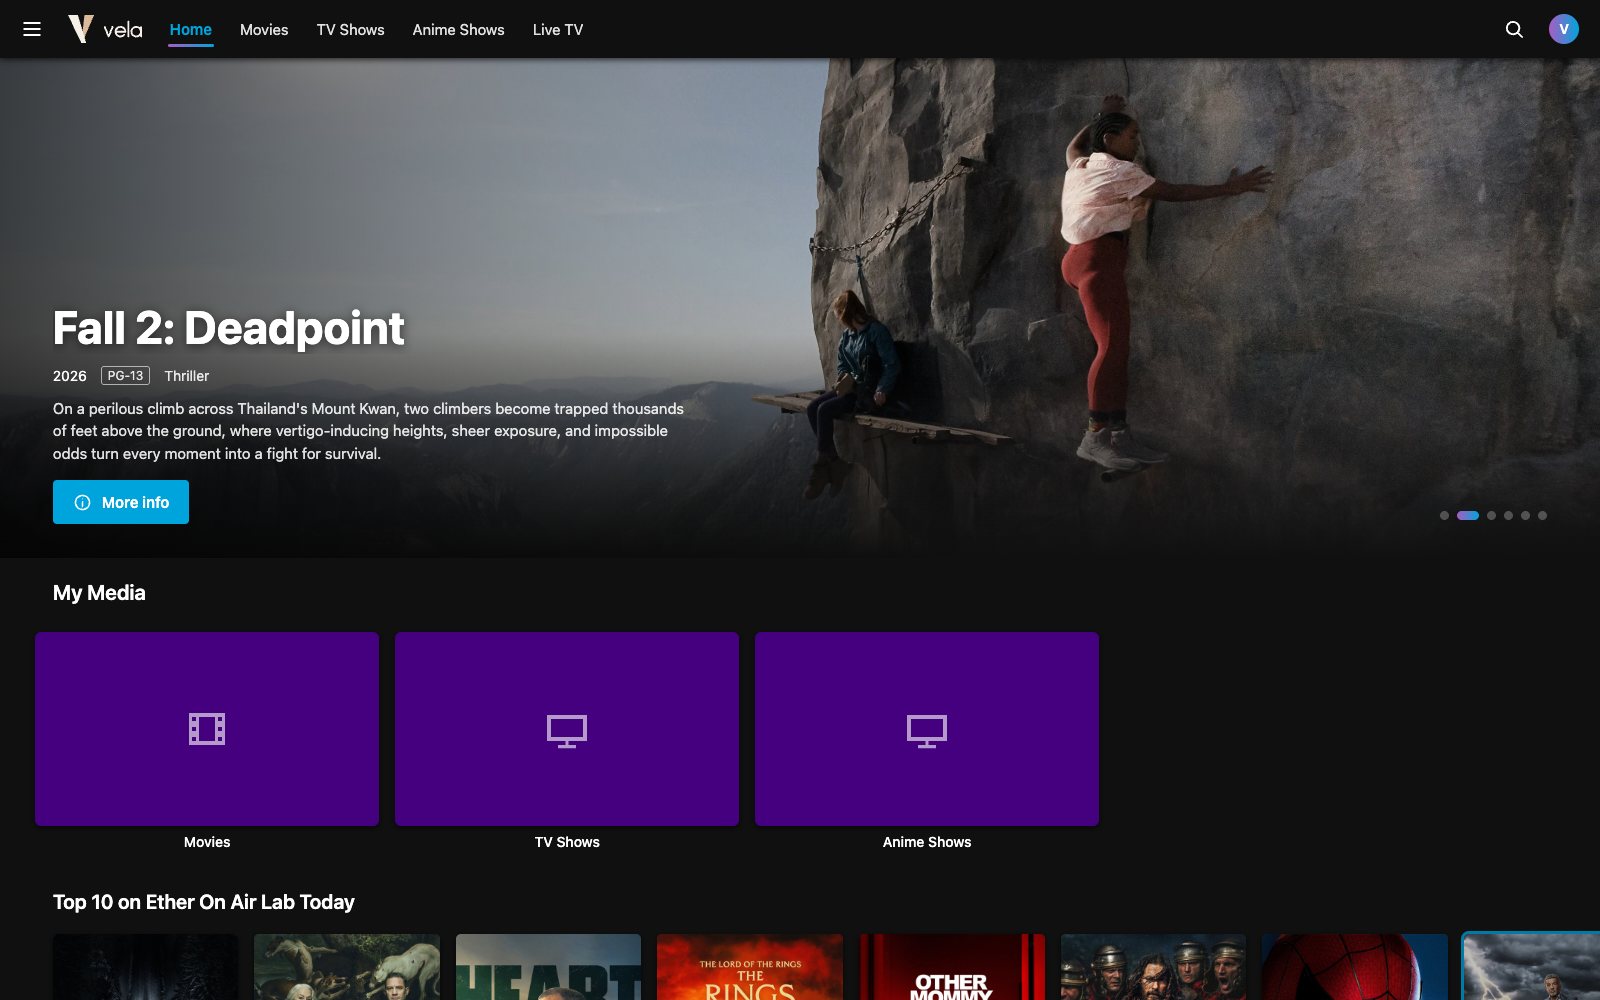 vela
Home
Movies
TV Shows
Anime Shows
Live TV
V
Fall 2: Deadpoint
2026
PG-13
Thriller
On a perilous climb across Thailand's Mount Kwan, two climbers become trapped thousands
of feet above the ground, where vertigo-inducing heights, sheer exposure, and impossible
odds turn every moment into a fight for survival.
More info
My Media
Movies
TV Shows
Anime Shows
Top 10 on Ether On Air Lab Today
HEART
THE LORD OF THE RINGS
THE
RINGS
OTHER
MOMMY